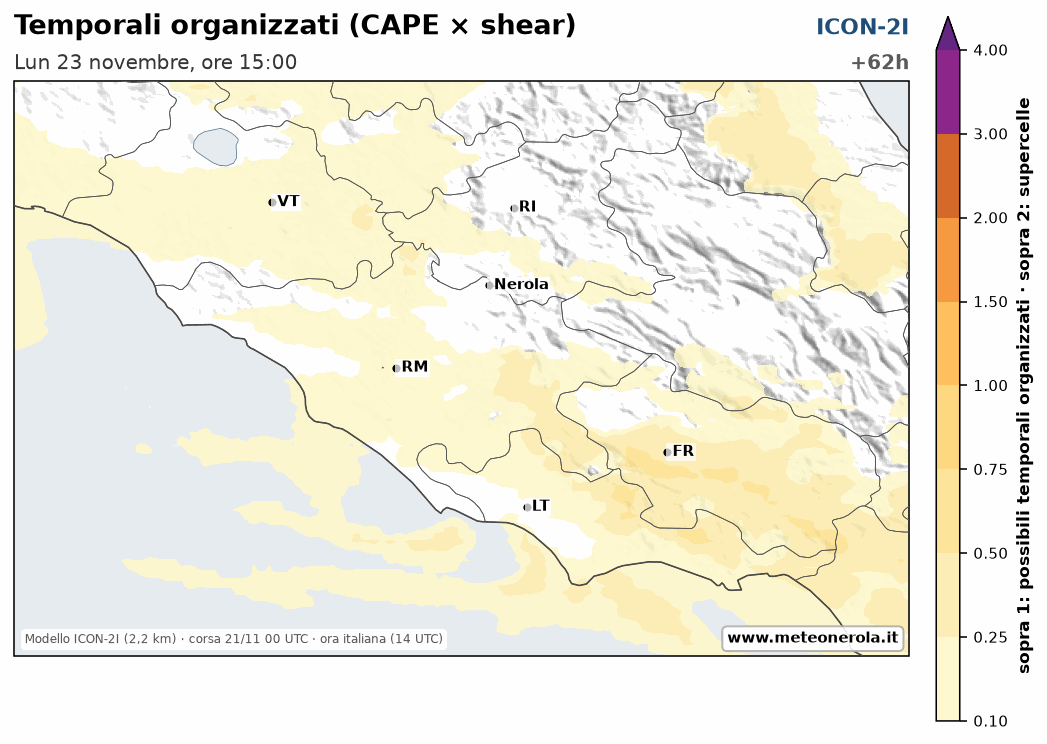 Temporali organizzati (CAPE × shear)
ICON-2I
Lun 23 novembre, ore 15:00
+62h
VT
RI
Nerola
RM
FR
LT
Modello ICON-2I (2,2 km) · corsa 21/11 00 UTC · ora italiana (14 UTC)
www.meteonerola.it
4.00
3.00
2.00
1.50
1.00
0.75
0.50
0.25
0.10
sopra 1: possibili temporali organizzati · sopra 2: supercelle